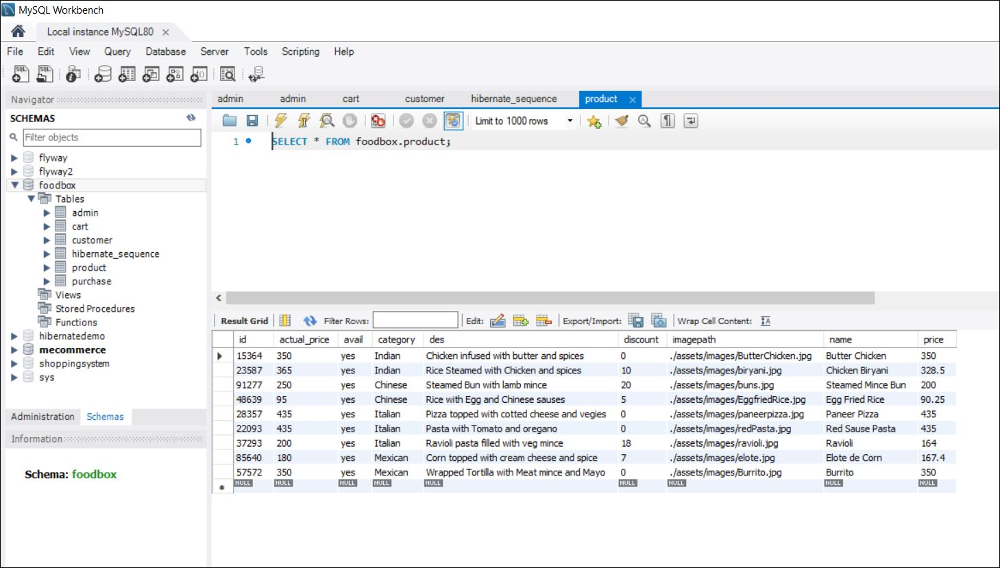 MySQL Workbench
Local instance MySQL80
File Edit View Query Database Server Tools Scripting Help
Navigator
SCHEMAS
Filter objects
flyway
flyway2
foodbox
Tables
admin
cart
customer
hibernate_sequence
product
purchase
Views
Stored Procedures
Functions
hibernatedemo
mecommerce
shoppingsystem
sys
Administration Schemas
Information
Schema: foodbox
admin admin cart customer hibernate_sequence product
Limit to 1000 rows
1 SELECT * FROM foodbox.product;
Result Grid Filter Rows: Edit: Export/Import: Wrap Cell Content:
id actual_price avail category des discount imagepath name price
15364 350 yes Indian Chicken infused with butter and spices 0 ./assets/images/ButterChicken.jpg Butter Chicken 350
23587 365 yes Indian Rice Steamed with Chicken and spices 10 ./assets/images/biryani.jpg Chicken Biryani 328.5
91277 250 yes Chinese Steamed Bun with lamb mince 20 ./assets/images/buns.jpg Steamed Mince Bun 200
48639 95 yes Chinese Rice with Egg and Chinese sauses 5 ./assets/images/EggfriedRice.jpg Egg Fried Rice 90.25
28357 435 yes Italian Pizza topped with cotted cheese and vegies 0 ./assets/images/paneerpizza.jpg Paneer Pizza 435
22093 435 yes Italian Pasta with Tomato and oregano 0 ./assets/images/redPasta.jpg Red Sause Pasta 435
37293 200 yes Italian Ravioli pasta filled with veg mince 18 ./assets/images/ravioli.jpg Ravioli 164
85640 180 yes Mexican Corn topped with cream cheese and spice 7 ./assets/images/elote.jpg Elote de Corn 167.4
57572 350 yes Mexican Wrapped Tortilla with Meat mince and Mayo 0 ./assets/images/Burrito.jpg Burrito 350
NULL NULL NULL NULL NULL NULL NULL NULL NULL